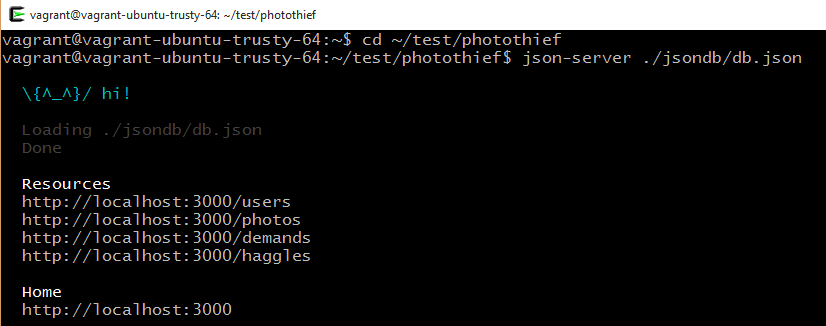 vagrant@vagrant-ubuntu-trusty-64: ~/test/photothief
vagrant@vagrant-ubuntu-trusty-64:~$ cd ~/test/photothief
vagrant@vagrant-ubuntu-trusty-64:~/test/photothief$ json-server ./jsondb/db.json
\{^_^}/ hi!
Loading ./jsondb/db.json
Done
Resources
http://localhost:3000/users
http://localhost:3000/photos
http://localhost:3000/demands
http://localhost:3000/haggles
Home
http://localhost:3000